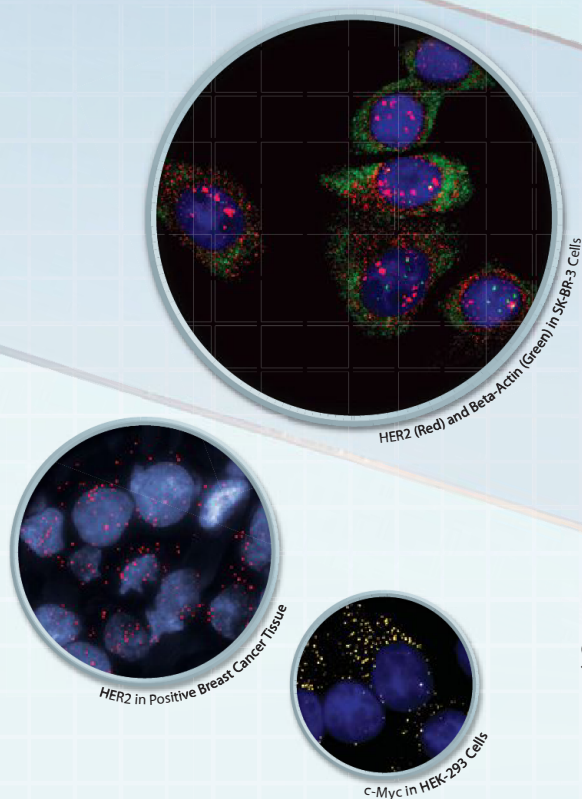 HER2 (Red) and Beta-Actin (Green) in SK-BR-3 Cells
HER2 in Positive Breast Cancer Tissue
c-Myc in HEK-293 Cells